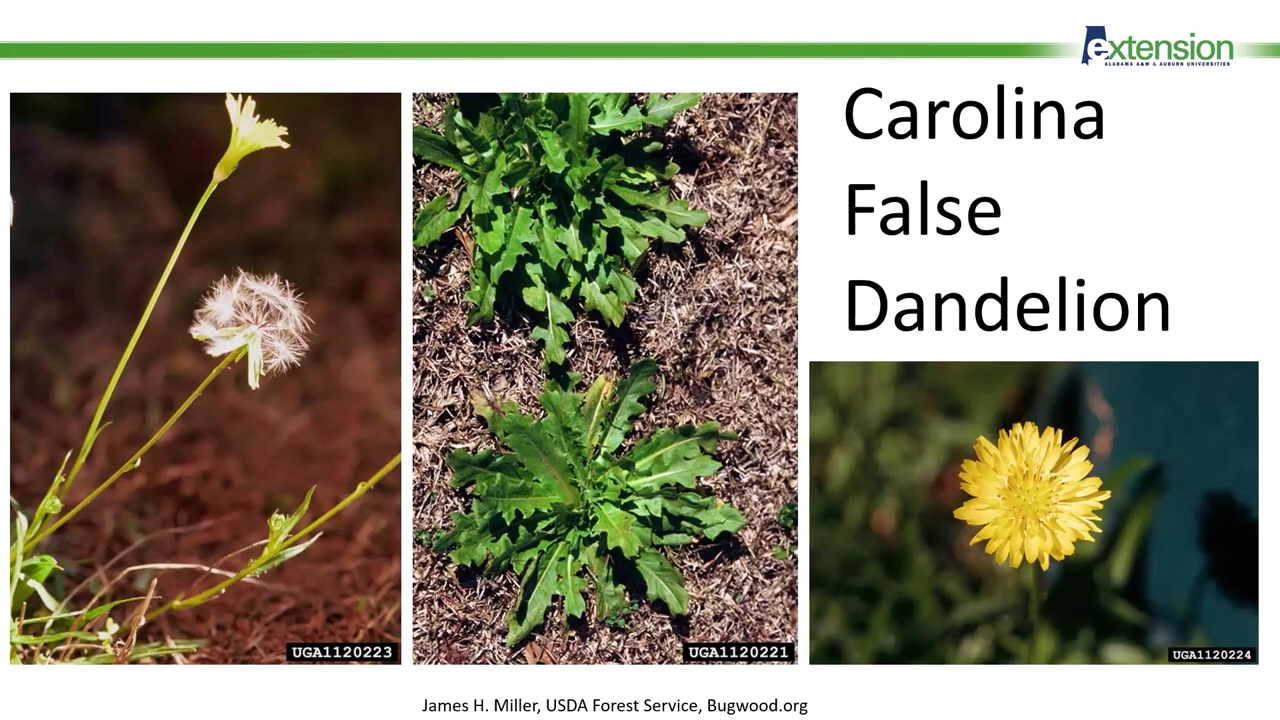 extension
ALABAMA A&M & AUBURN UNIVERSITIES
Carolina
False
Dandelion
UGA1120223
UGA1120221
UGA1120224
James H. Miller, USDA Forest Service, Bugwood.org